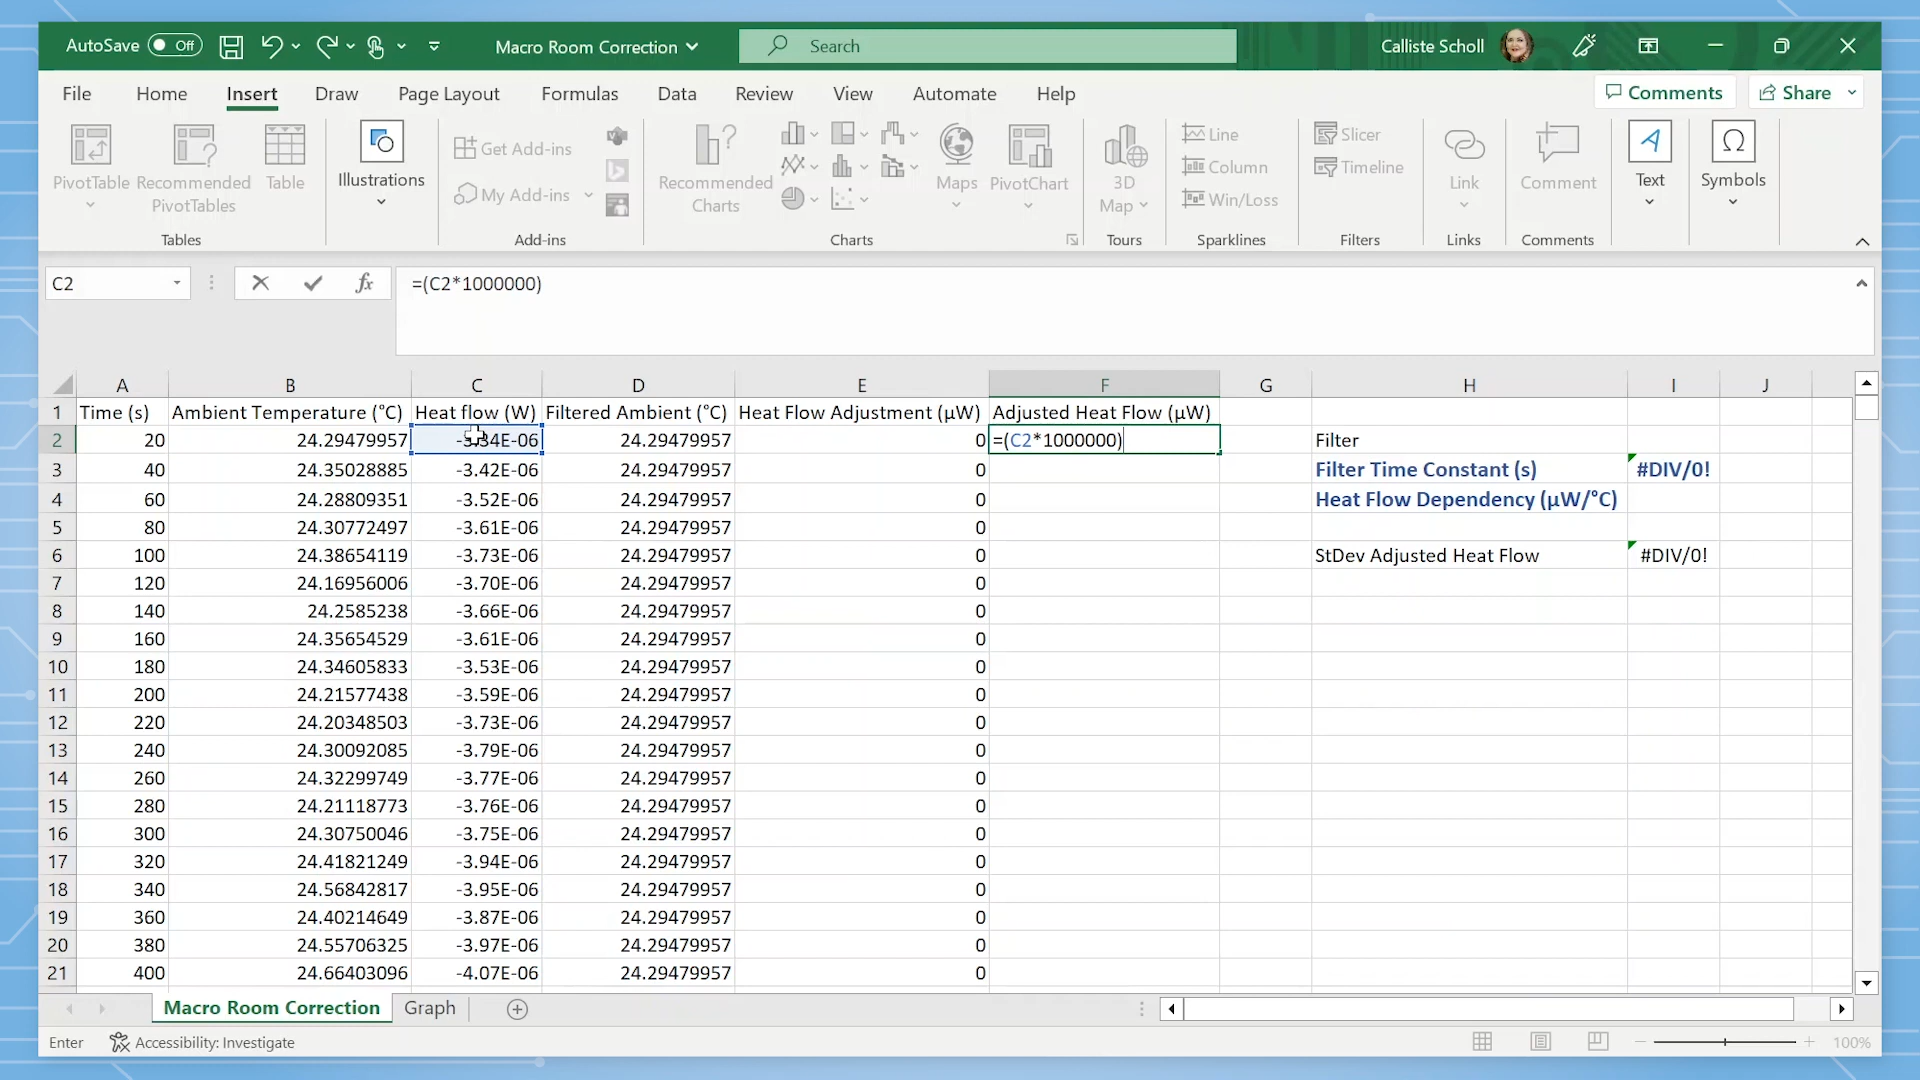 AutoSave Off Macro Room Correction Search Calliste Scholl
File Home Insert Draw Page Layout Formulas Data Review View Automate Help Comments Share
PivotTable Recommended PivotTables Table Illustrations Get Add-ins My Add-ins Recommended Charts Maps PivotChart 3D Map Line Column Win/Loss Slicer Timeline Link Comment Text Symbols
Tables Add-ins Charts Tours Sparklines Filters Links Comments
C2 fx =(C2*1000000)
A B C D E F G H I J
1 Time (s) Ambient Temperature (°C) Heat flow (W) Filtered Ambient (°C) Heat Flow Adjustment (µW) Adjusted Heat Flow (µW)
2 20 24.29479957 -3.34E-06 24.29479957 0 =(C2*1000000) Filter
3 40 24.35028885 -3.42E-06 24.29479957 0 Filter Time Constant (s) #DIV/0!
4 60 24.28809351 -3.52E-06 24.29479957 0 Heat Flow Dependency (µW/°C)
5 80 24.30772497 -3.61E-06 24.29479957 0
6 100 24.38654119 -3.73E-06 24.29479957 0 StDev Adjusted Heat Flow #DIV/0!
7 120 24.16956006 -3.70E-06 24.29479957 0
8 140 24.2585238 -3.66E-06 24.29479957 0
9 160 24.35654529 -3.61E-06 24.29479957 0
10 180 24.34605833 -3.53E-06 24.29479957 0
11 200 24.21577438 -3.59E-06 24.29479957 0
12 220 24.20348503 -3.73E-06 24.29479957 0
13 240 24.30092085 -3.79E-06 24.29479957 0
14 260 24.32299749 -3.77E-06 24.29479957 0
15 280 24.21118773 -3.76E-06 24.29479957 0
16 300 24.30750046 -3.75E-06 24.29479957 0
17 320 24.41821249 -3.94E-06 24.29479957 0
18 340 24.56842817 -3.95E-06 24.29479957 0
19 360 24.40214649 -3.87E-06 24.29479957 0
20 380 24.55706325 -3.97E-06 24.29479957 0
21 400 24.66403096 -4.07E-06 24.29479957 0
Macro Room Correction Graph
Enter Accessibility: Investigate 100%